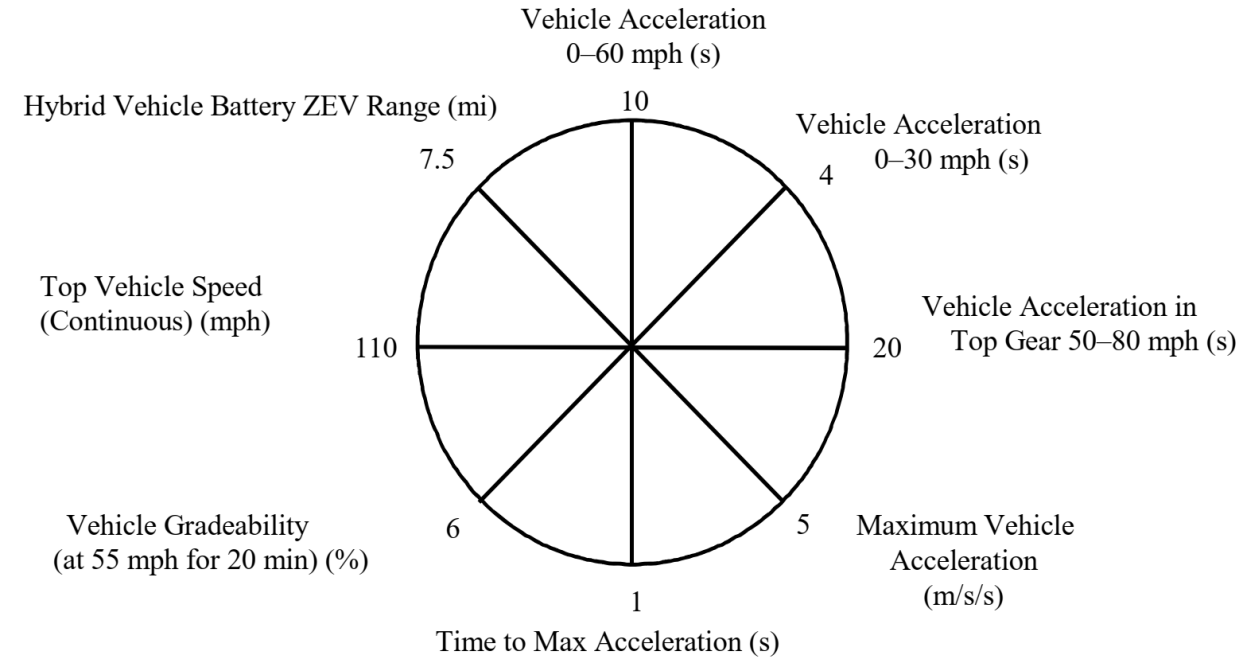 Vehicle Acceleration
0–60 mph (s)
10
Hybrid Vehicle Battery ZEV Range (mi)
7.5
Vehicle Acceleration
0–30 mph (s)
4
Top Vehicle Speed
(Continuous) (mph)
110
Vehicle Acceleration in
Top Gear 50–80 mph (s)
20
Vehicle Gradeability
(at 55 mph for 20 min) (%)
6
Maximum Vehicle
Acceleration
(m/s/s)
5
1
Time to Max Acceleration (s)